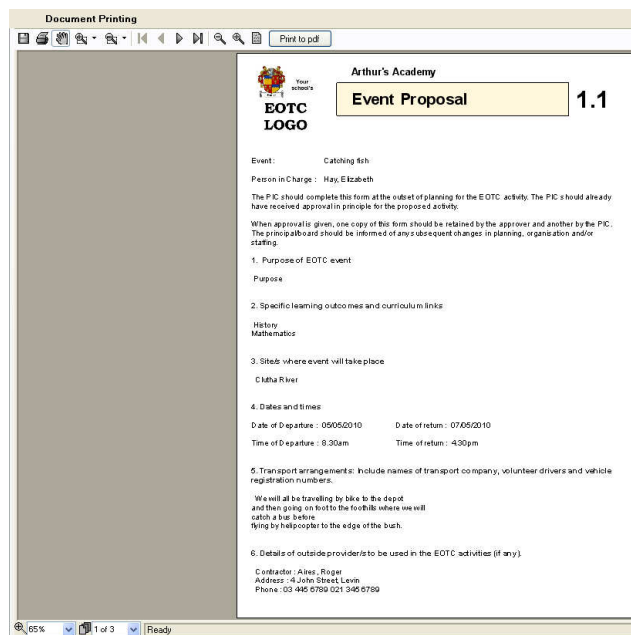 Document Printing
Print to pdf
Your
school's
EOTC
LOGO
Arthur's Academy
Event Proposal
1.1
Event : Catching fish
Person in Charge : Hay, Elizabeth
The PIC should complete this form at the outset of planning for the EOTC activity. The PIC should already
have received approval in principle for the proposed activity.
When approval is given, one copy of this form should be retained by the approver and another by the PIC.
The principal/board should be informed of any subsequent changes in planning, organisation and/or
staffing.
1. Purpose of EOTC event
Purpose
2. Specific learning outcomes and curriculum links
History
Mathematics
3. Site/s where event will take place
Clutha River
4. Dates and times
Date of Departure : 05/05/2010 Date of return : 07/05/2010
Time of Departure : 8.30am Time of return : 4.30pm
5. Transport arrangements: Include names of transport company, volunteer drivers and vehicle
registration numbers.
We will all be travelling by bike to the depot
and then going on foot to the foothills where we will
catch a bus before
flying by helipcopter to the edge of the bush.
6. Details of outside provider/s to be used in the EOTC activities (if any).
Contractor : Aires, Roger
Address : 4 John Street, Levin
Phone : 03 445 6789 021 345 6789
65% 1 of 3 Ready